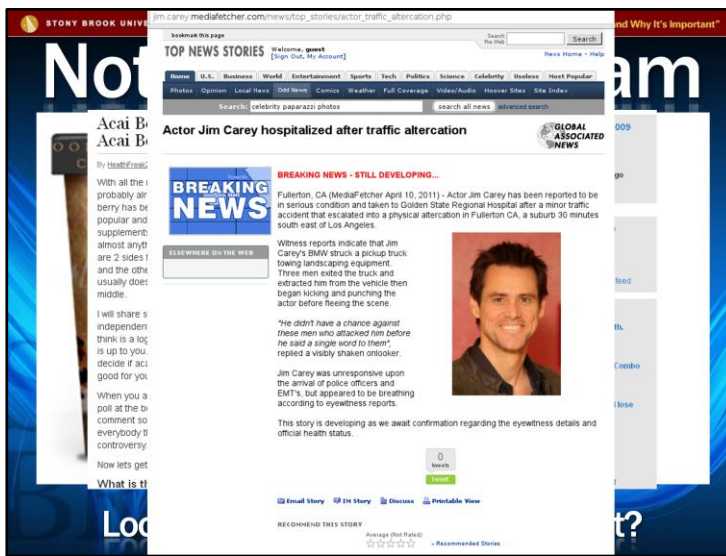 STONY BROOK UNIV
nd Why It's Important"
Not
am
jim.carey.mediafetcher.com/news/top_stories/actor_traffic_altercation.php
bookmark this page
TOP NEWS STORIES
Welcome, guest
[Sign Out, My Account]
Search the Web
Search
News Home - Help
Home U.S. Business World Entertainment Sports Tech Politics Science Celebrity Useless Most Popular
Photos Opinion Local News Odd News Comics Weather Full Coverage Video/Audio Hoover Sites Site Index
Search: celebrity paparazzi photos search all news advanced search
Actor Jim Carey hospitalized after traffic altercation
GLOBAL
ASSOCIATED
NEWS
BREAKING
NEWS
ELSEWHERE ON THE WEB
BREAKING NEWS - STILL DEVELOPING...
Fullerton, CA (MediaFetcher April 10, 2011) - Actor Jim Carey has been reported to be
in serious condition and taken to Golden State Regional Hospital after a minor traffic
accident that escalated into a physical altercation in Fullerton CA, a suburb 30 minutes
south east of Los Angeles.
Witness reports indicate that Jim
Carey's BMW struck a pickup truck
towing landscaping equipment.
Three men exited the truck and
extracted him from the vehicle then
began kicking and punching the
actor before fleeing the scene.
"He didn't have a chance against
these men who attacked him before
he said a single word to them",
replied a visibly shaken onlooker.
Jim Carey was unresponsive upon
the arrival of police officers and
EMT's, but appeared to be breathing
according to eyewitness reports.
This story is developing as we await confirmation regarding the eyewitness details and
official health status.
0
tweets
Tweet
Email Story IM Story Discuss Printable View
RECOMMEND THIS STORY
Average (Not Rated)
» Recommended Stories
Acai Be
Acai Be
By HealthFreak
With all the
probably alr
berry has be
popular and
supplements
almost anyth
are 2 sides
and the othe
usually does
middle.
I will share s
independent
think is a log
is up to you.
decide if aca
good for you
When you a
poll at the b
comment so
everybody th
controversy.
Now lets get
What is th
009
go
feed
th.
Combo
lose
Loo
t?